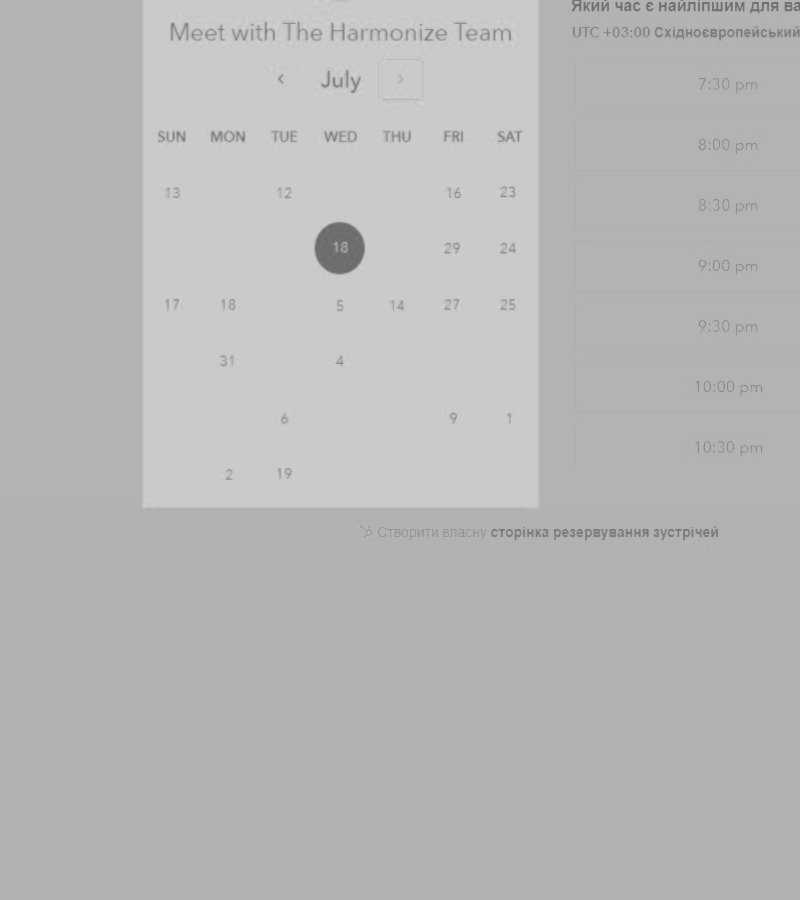 Meet with The Harmonize Team
July
SUN MON TUE WED THU FRI SAT
13 12 16 23
18 29 24
17 18 5 14 27 25
31 4
6 9 1
2 19
Який час є найліпшим для ва
UTC +03:00 Східноєвропейський
7:30 pm
8:00 pm
8:30 pm
9:00 pm
9:30 pm
10:00 pm
10:30 pm
Створити власну сторінка резервування зустрічей